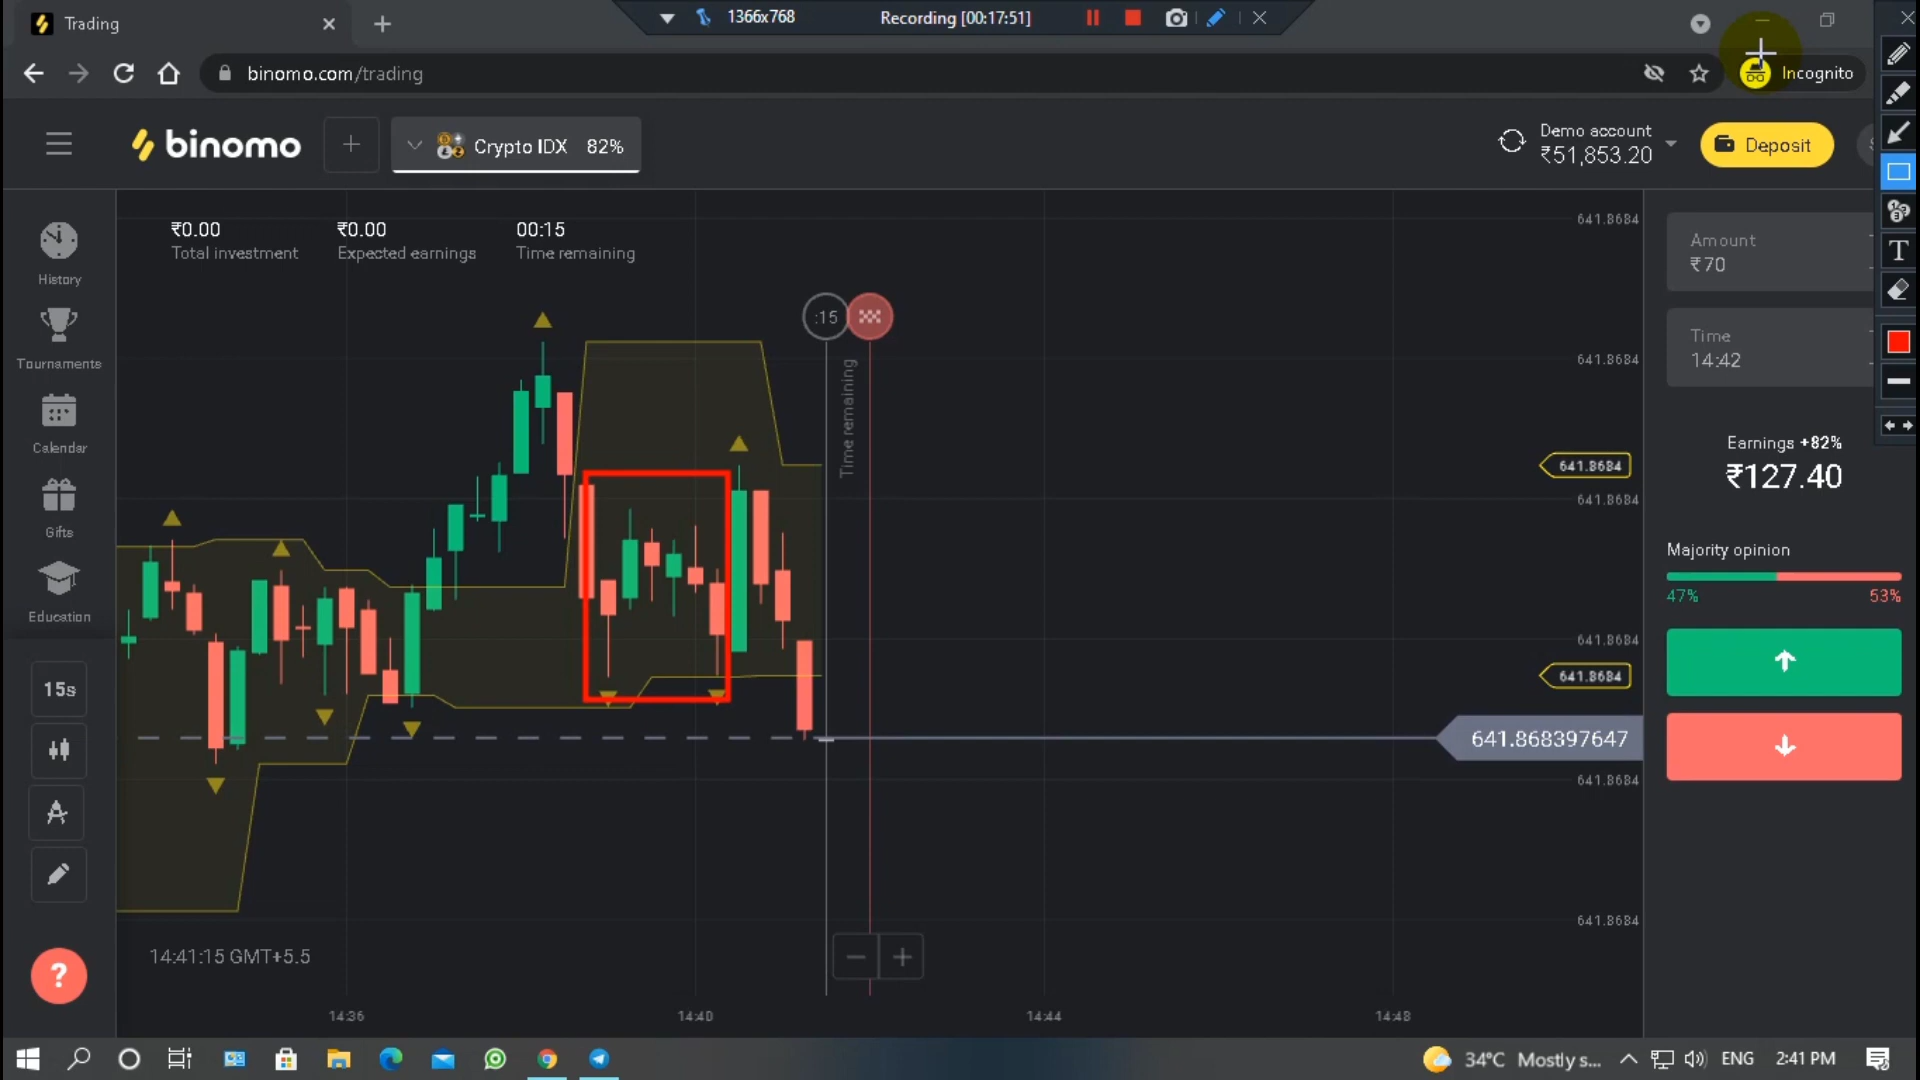 Trading
1366x768
Recording [00:17:51]
binomo.com/trading
Incognito
binomo
Crypto IDX 82%
Demo account
₹51,853.20
Deposit
₹0.00
Total investment
₹0.00
Expected earnings
00:15
Time remaining
History
Tournaments
Calendar
Gifts
Education
15s
?
:15
Time remaining
641.8684
641.8684
641.8684
641.8684
641.8684
641.8684
641.868397647
641.8684
641.8684
Amount
₹70
Time
14:42
Earnings +82%
₹127.40
Majority opinion
47%
53%
T
14:41:15 GMT+5.5
14:36
14:40
14:44
14:48
34°C Mostly s...
ENG
2:41 PM